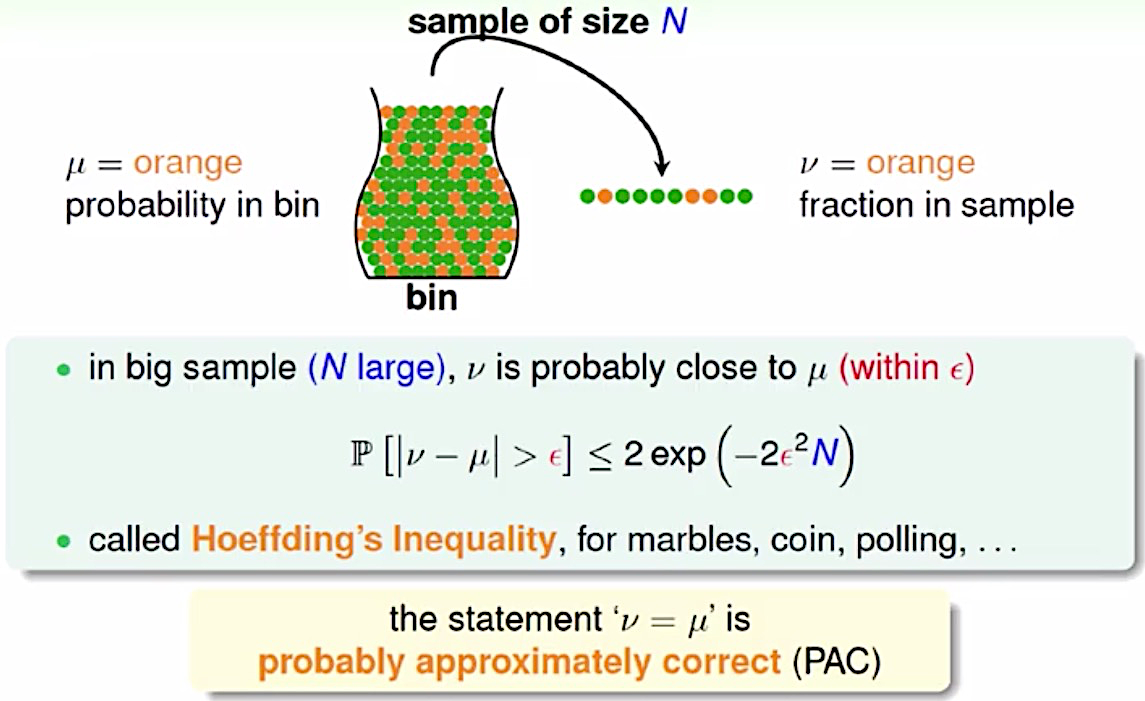 sample of size N
μ = orange
probability in bin
ν = orange
fraction in sample
bin
• in big sample (N large), ν is probably close to μ (within ϵ)
ℙ [|ν − μ| > ϵ] ≤ 2 exp (−2ϵ²N)
• called Hoeffding's Inequality, for marbles, coin, polling, . . .
the statement ‘ν = μ’ is
probably approximately correct (PAC)